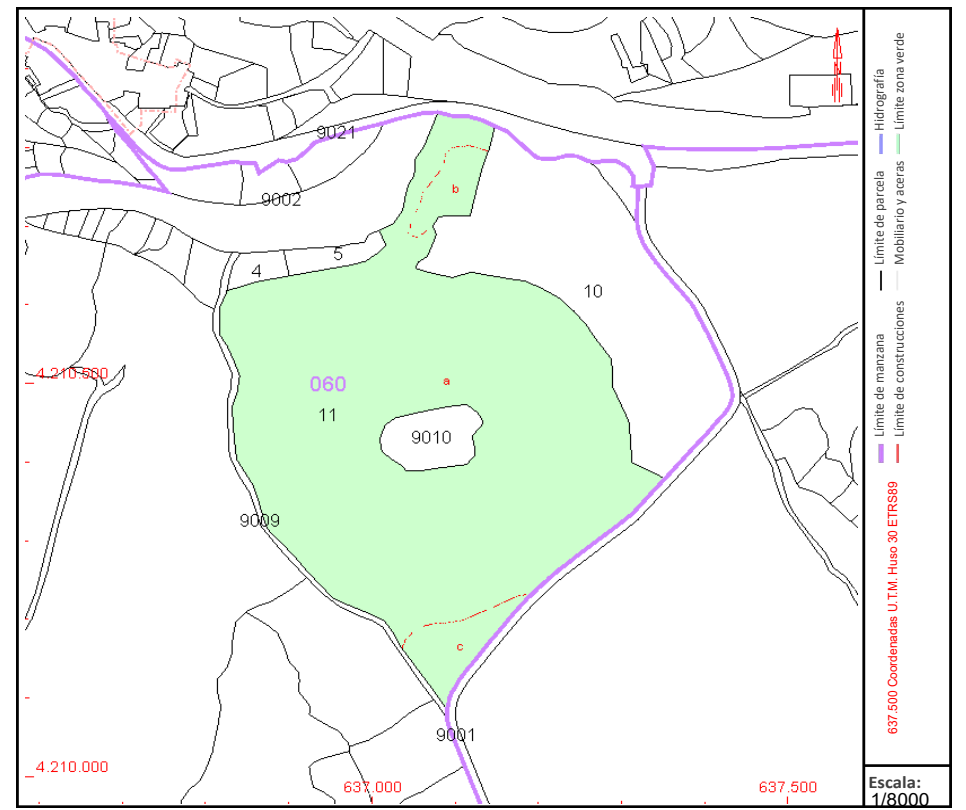 9021
b
9002
5
4
10
4.210.500
060
a
11
9010
9009
c
9001
4.210.000
637.000
637.500
Límite de manzana
Límite de parcela
Hidrografía
Límite de construcciones
Mobiliario y aceras
Límite zona verde
637.500 Coordenadas U.T.M. Huso 30 ETRS89
Escala:
1/8000